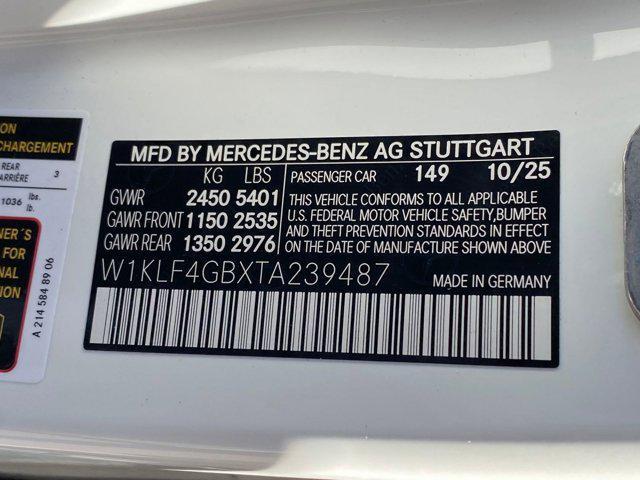 MFD BY MERCEDES-BENZ AG STUTTGART
KG LBS
GVWR 2450 5401
GAWR FRONT 1150 2535
GAWR REAR 1350 2976
PASSENGER CAR 149 10/25
THIS VEHICLE CONFORMS TO ALL APPLICABLE
U.S. FEDERAL MOTOR VEHICLE SAFETY,BUMPER
AND THEFT PREVENTION STANDARDS IN EFFECT
ON THE DATE OF MANUFACTURE SHOWN ABOVE
W1KLF4GBXTA239487 MADE IN GERMANY
ION
CHARGEMENT
REAR 3
ARRIÈRE
1036 lbs.
lb.
NER´S
FOR
NAL
TION
A 214 584 89 06